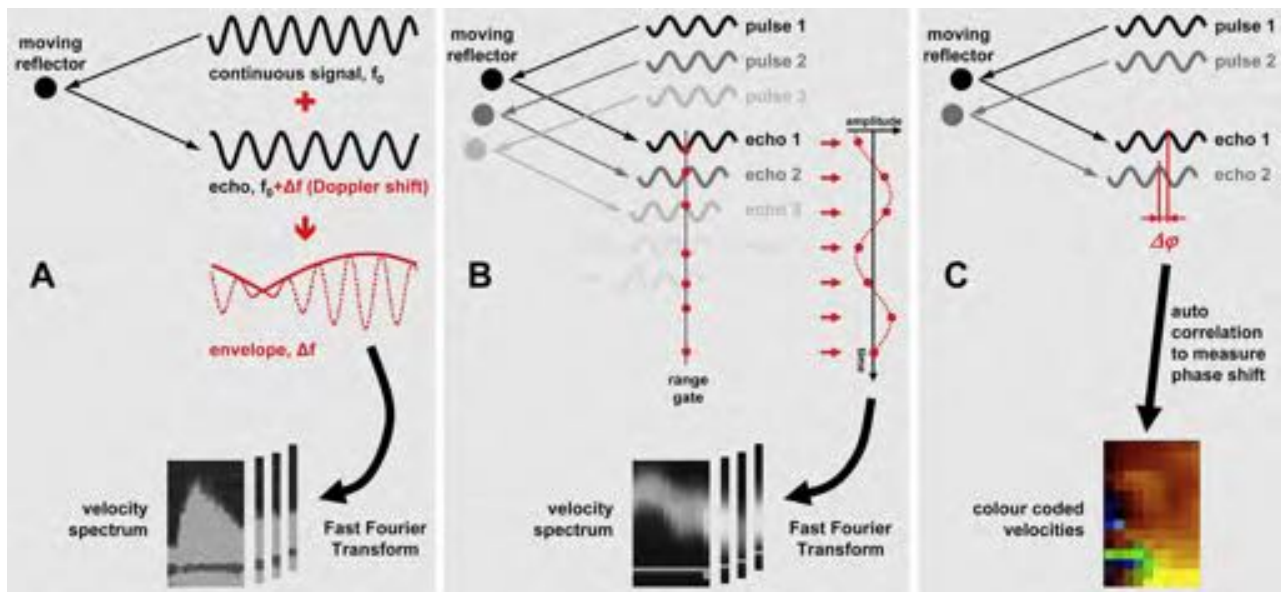 moving
reflector
continuous signal, f₀
+
echo, f₀+Δf (Doppler shift)
A
envelope, Δf
velocity
spectrum
Fast Fourier
Transform
moving
reflector
pulse 1
pulse 2
pulse 3
echo 1
echo 2
echo 3
amplitude
time
B
range
gate
velocity
spectrum
Fast Fourier
Transform
moving
reflector
pulse 1
pulse 2
echo 1
echo 2
Δφ
C
auto
correlation
to measure
phase shift
colour coded
velocities